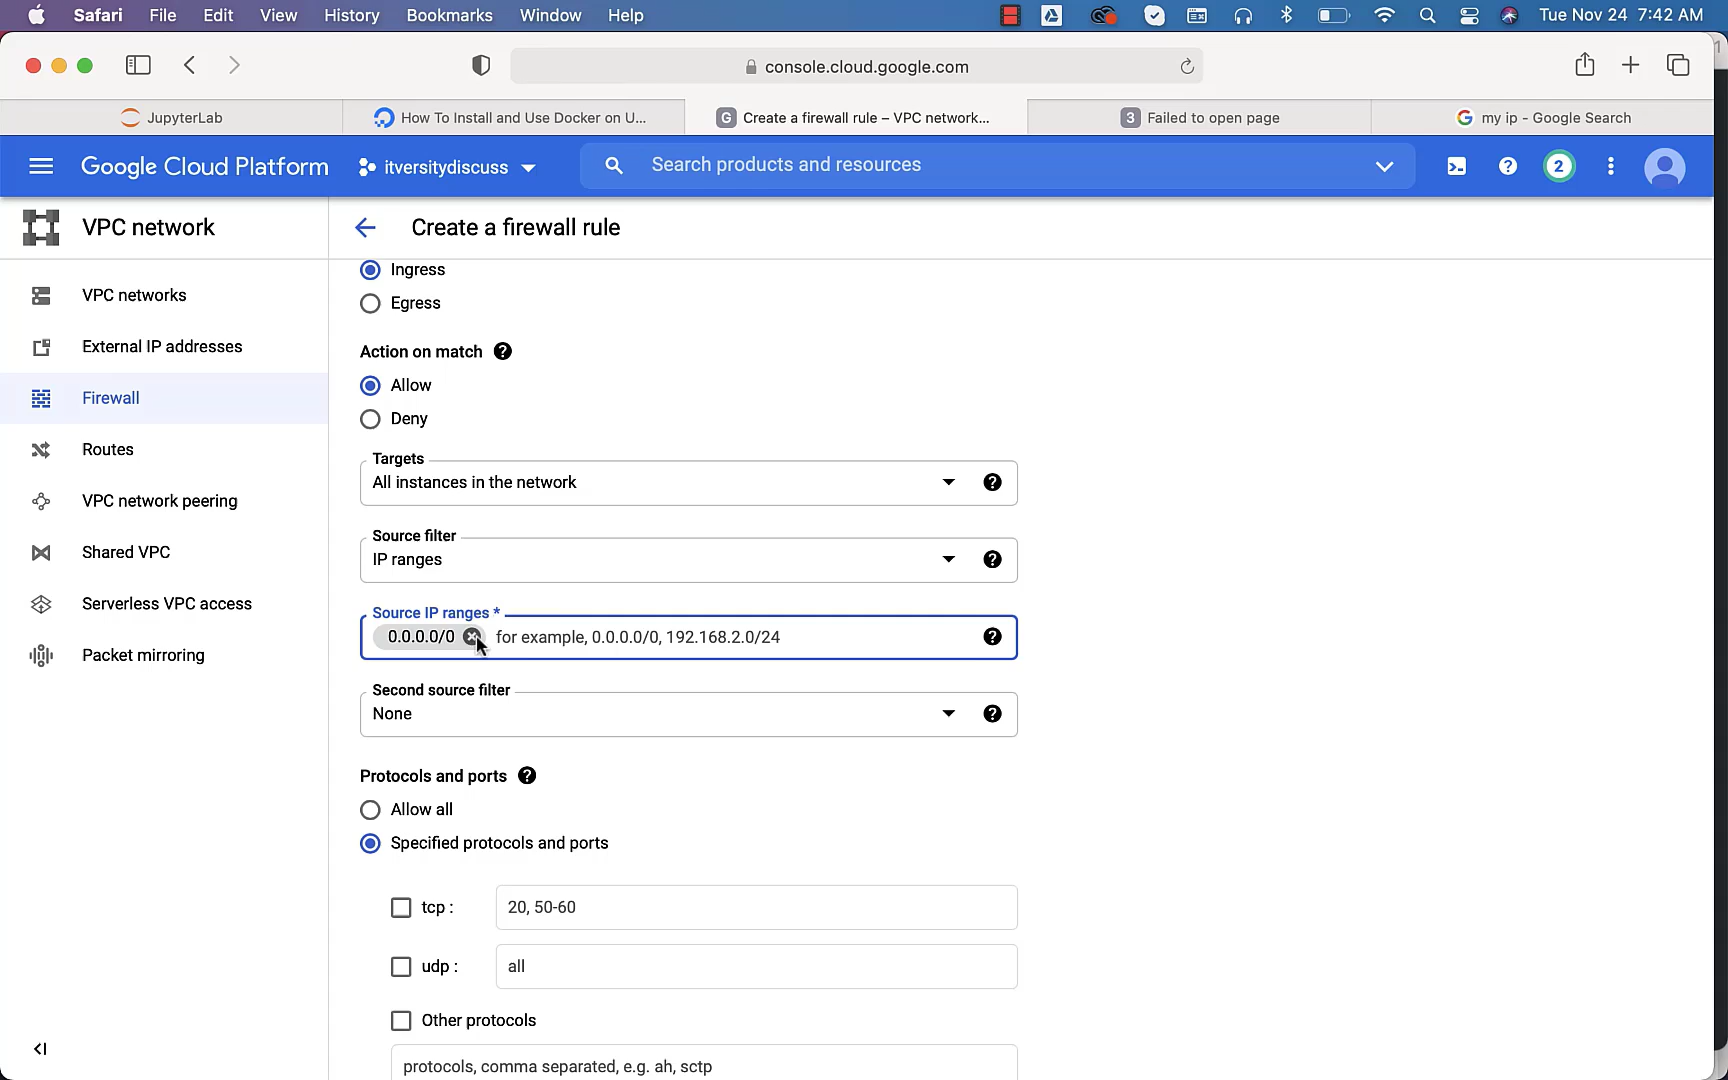 Safari File Edit View History Bookmarks Window Help Tue Nov 24 7:42 AM
console.cloud.google.com
JupyterLab
How To Install and Use Docker on U...
G Create a firewall rule – VPC network...
3 Failed to open page
G my ip - Google Search
Google Cloud Platform itversitydiscuss Search products and resources 2
VPC network
VPC networks
External IP addresses
Firewall
Routes
VPC network peering
Shared VPC
Serverless VPC access
Packet mirroring
Create a firewall rule
Ingress
Egress
Action on match
Allow
Deny
Targets
All instances in the network
Source filter
IP ranges
Source IP ranges *
0.0.0.0/0 for example, 0.0.0.0/0, 192.168.2.0/24
Second source filter
None
Protocols and ports
Allow all
Specified protocols and ports
tcp : 20, 50-60
udp : all
Other protocols
protocols, comma separated, e.g. ah, sctp